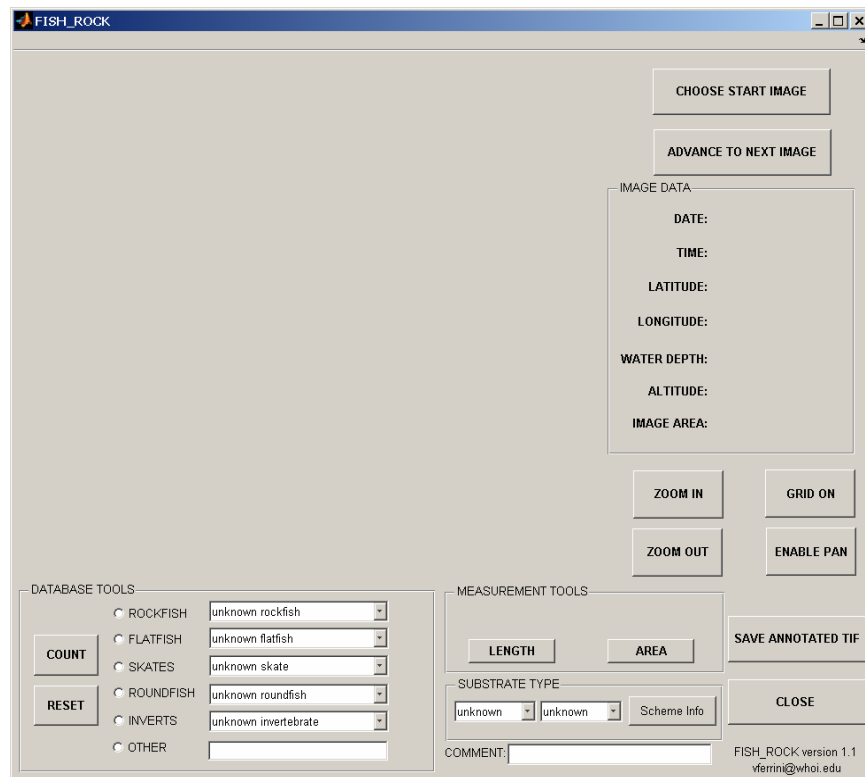 FISH_ROCK
CHOOSE START IMAGE
ADVANCE TO NEXT IMAGE
IMAGE DATA
DATE:
TIME:
LATITUDE:
LONGITUDE:
WATER DEPTH:
ALTITUDE:
IMAGE AREA:
ZOOM IN
GRID ON
ZOOM OUT
ENABLE PAN
DATABASE TOOLS
COUNT
RESET
ROCKFISH unknown rockfish
FLATFISH unknown flatfish
SKATES unknown skate
ROUNDFISH unknown roundfish
INVERTS unknown invertebrate
OTHER
MEASUREMENT TOOLS
LENGTH AREA
SUBSTRATE TYPE
unknown unknown Scheme Info
COMMENT:
SAVE ANNOTATED TIF
CLOSE
FISH_ROCK version 1.1
vferrini@whoi.edu